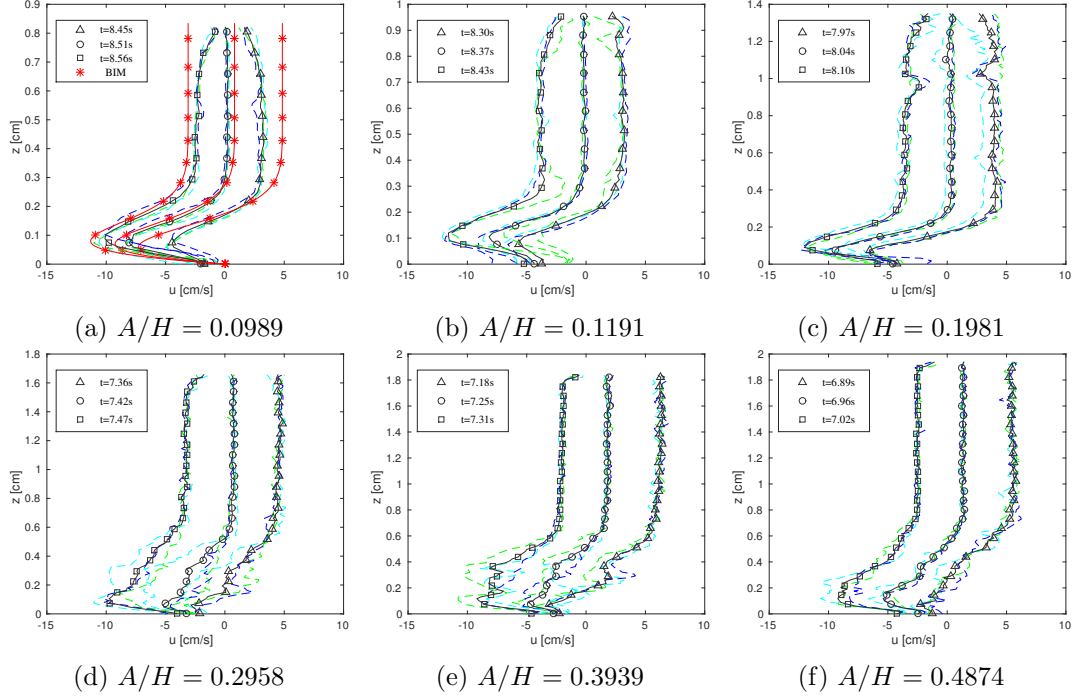 t=8.45s
t=8.51s
t=8.56s
BIM
0.9
0.8
0.7
0.6
0.5
0.4
0.3
0.2
0.1
0
z [cm]
-15 -10 -5 0 5 10
u [cm/s]
(a) A/H = 0.0989
t=8.30s
t=8.37s
t=8.43s
1
0.9
0.8
0.7
0.6
0.5
0.4
0.3
0.2
0.1
0
z [cm]
-15 -10 -5 0 5 10
u [cm/s]
(b) A/H = 0.1191
t=7.97s
t=8.04s
t=8.10s
1.4
1.2
1
0.8
0.6
0.4
0.2
0
z [cm]
-15 -10 -5 0 5 10
u [cm/s]
(c) A/H = 0.1981
t=7.36s
t=7.42s
t=7.47s
1.8
1.6
1.4
1.2
1
0.8
0.6
0.4
0.2
0
z [cm]
-15 -10 -5 0 5 10
u [cm/s]
(d) A/H = 0.2958
t=7.18s
t=7.25s
t=7.31s
2
1.8
1.6
1.4
1.2
1
0.8
0.6
0.4
0.2
0
z [cm]
-15 -10 -5 0 5 10
u [cm/s]
(e) A/H = 0.3939
t=6.89s
t=6.96s
t=7.02s
2
1.8
1.6
1.4
1.2
1
0.8
0.6
0.4
0.2
0
z [cm]
-15 -10 -5 0 5 10
u [cm/s]
(f) A/H = 0.4874